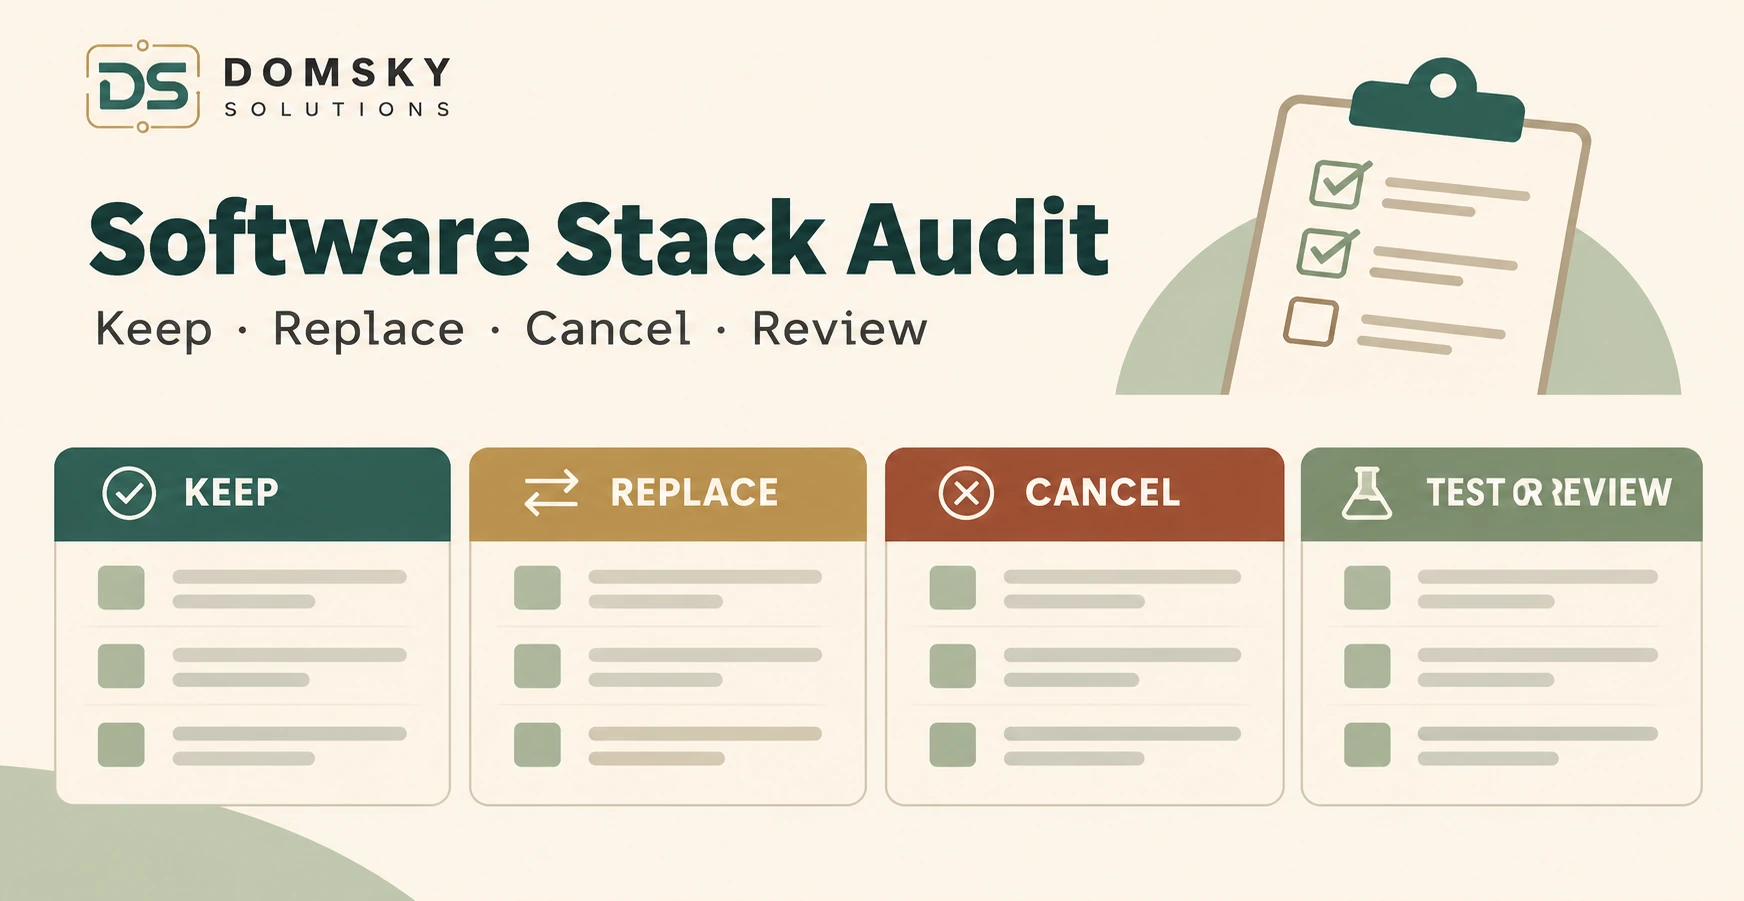 DS
DOMSKY
SOLUTIONS
Software Stack Audit
Keep · Replace · Cancel · Review
KEEP
REPLACE
CANCEL
TEST OR REVIEW